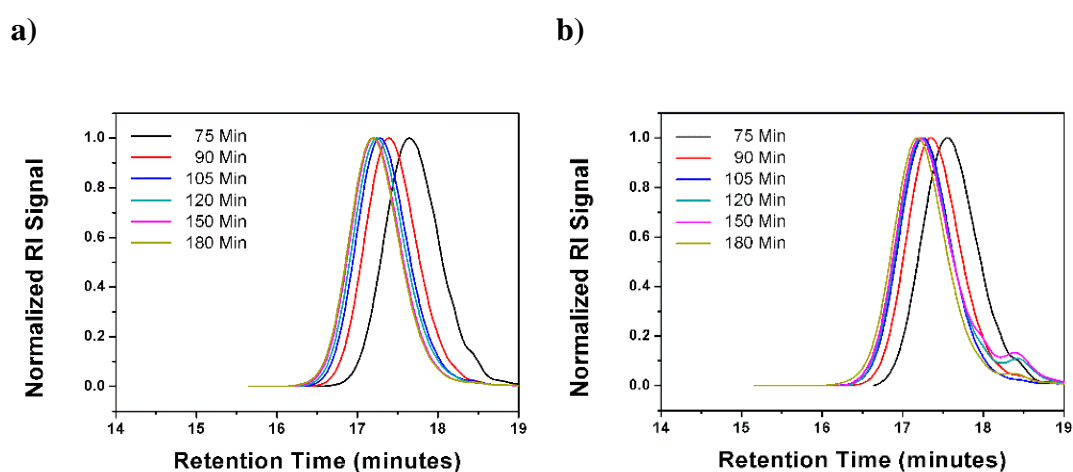 a)
Normalized RI Signal
1.0
0.8
0.6
0.4
0.2
0.0
75 Min
90 Min
105 Min
120 Min
150 Min
180 Min
14 15 16 17 18 19
Retention Time (minutes)
b)
Normalized RI Signal
1.0
0.8
0.6
0.4
0.2
0.0
75 Min
90 Min
105 Min
120 Min
150 Min
180 Min
14 15 16 17 18 19
Retention Time (minutes)